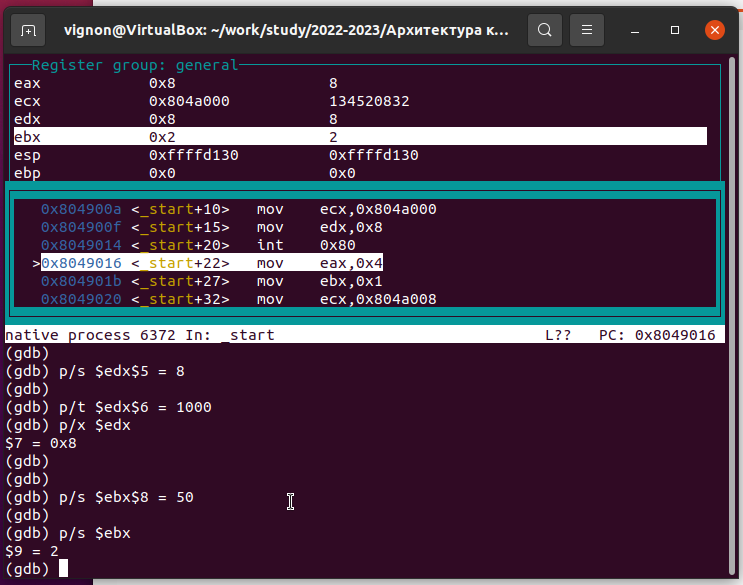 vignon@VirtualBox: ~/work/study/2022-2023/Архитектура к...
Register group: general
eax 0x8 8
ecx 0x804a000 134520832
edx 0x8 8
ebx 0x2 2
esp 0xffffd130 0xffffd130
ebp 0x0 0x0
0x804900a <_start+10> mov ecx,0x804a000
0x804900f <_start+15> mov edx,0x8
0x8049014 <_start+20> int 0x80
>0x8049016 <_start+22> mov eax,0x4
0x804901b <_start+27> mov ebx,0x1
0x8049020 <_start+32> mov ecx,0x804a008
native process 6372 In: _start L?? PC: 0x8049016
(gdb)
(gdb) p/s $edx$5 = 8
(gdb)
(gdb) p/t $edx$6 = 1000
(gdb) p/x $edx
$7 = 0x8
(gdb)
(gdb)
(gdb) p/s $ebx$8 = 50
(gdb)
(gdb) p/s $ebx
$9 = 2
(gdb)